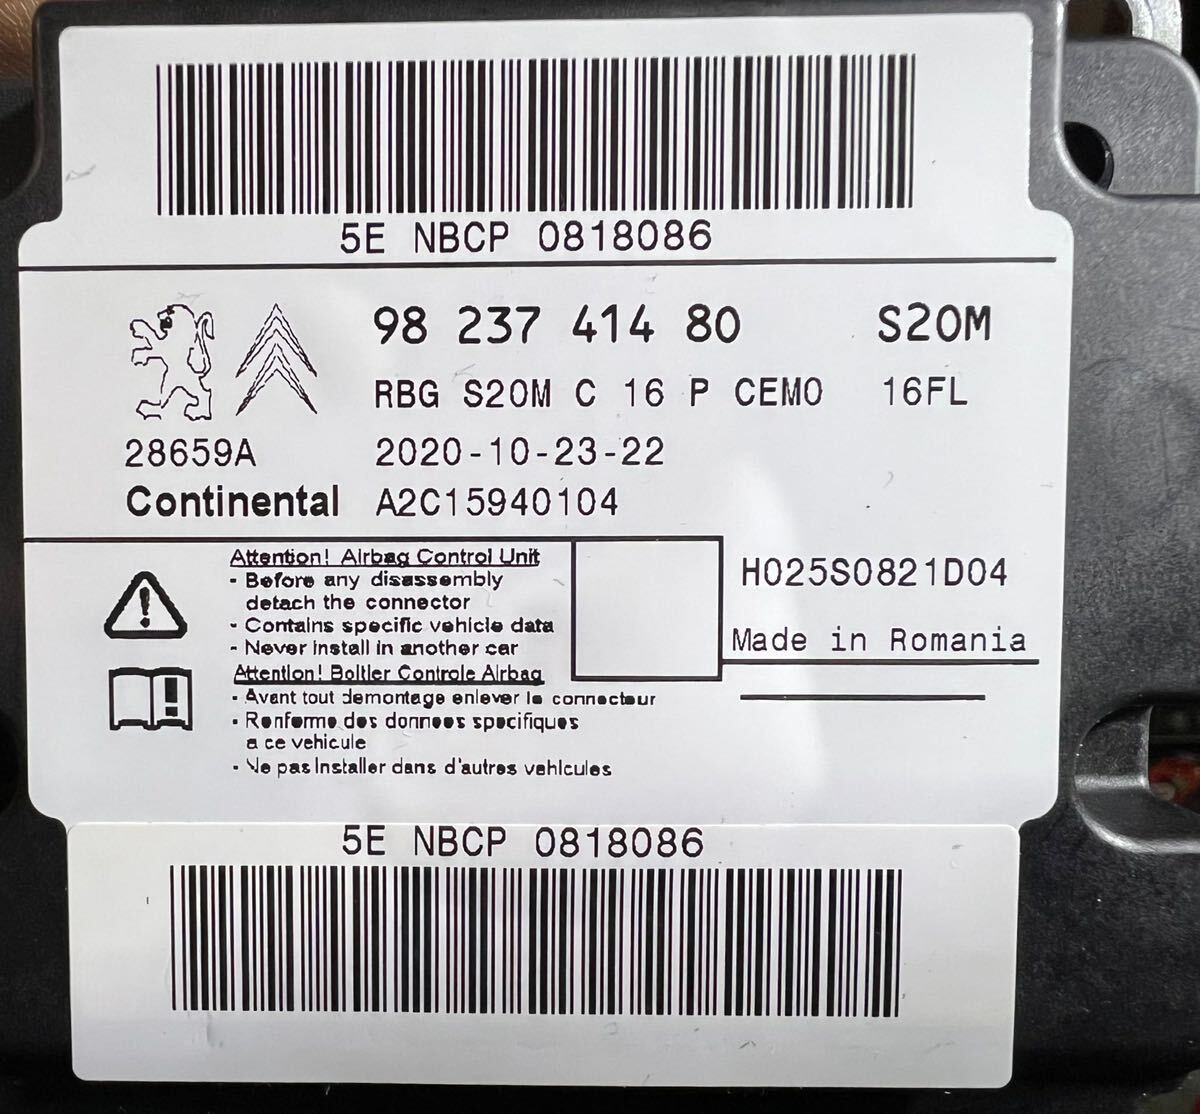 5E NBCP 0818086
98 237 414 80 S20M
RBG S20M C 16 P CEMO 16FL
28659A 2020-10-23-22
Continental A2C15940104
Attention! Airbag Control Unit
- Before any disassembly
detach the connector
- Contains specific vehicle data
- Never install in another car
H025S0821D04
Made in Romania
Attention! Boitier Controle Airbag
- Avant tout demontage enlever le connecteur
- Renferme des donnees specifiques
a ce vehicule
- Ne pas installer dans d'autres vehicules
5E NBCP 0818086